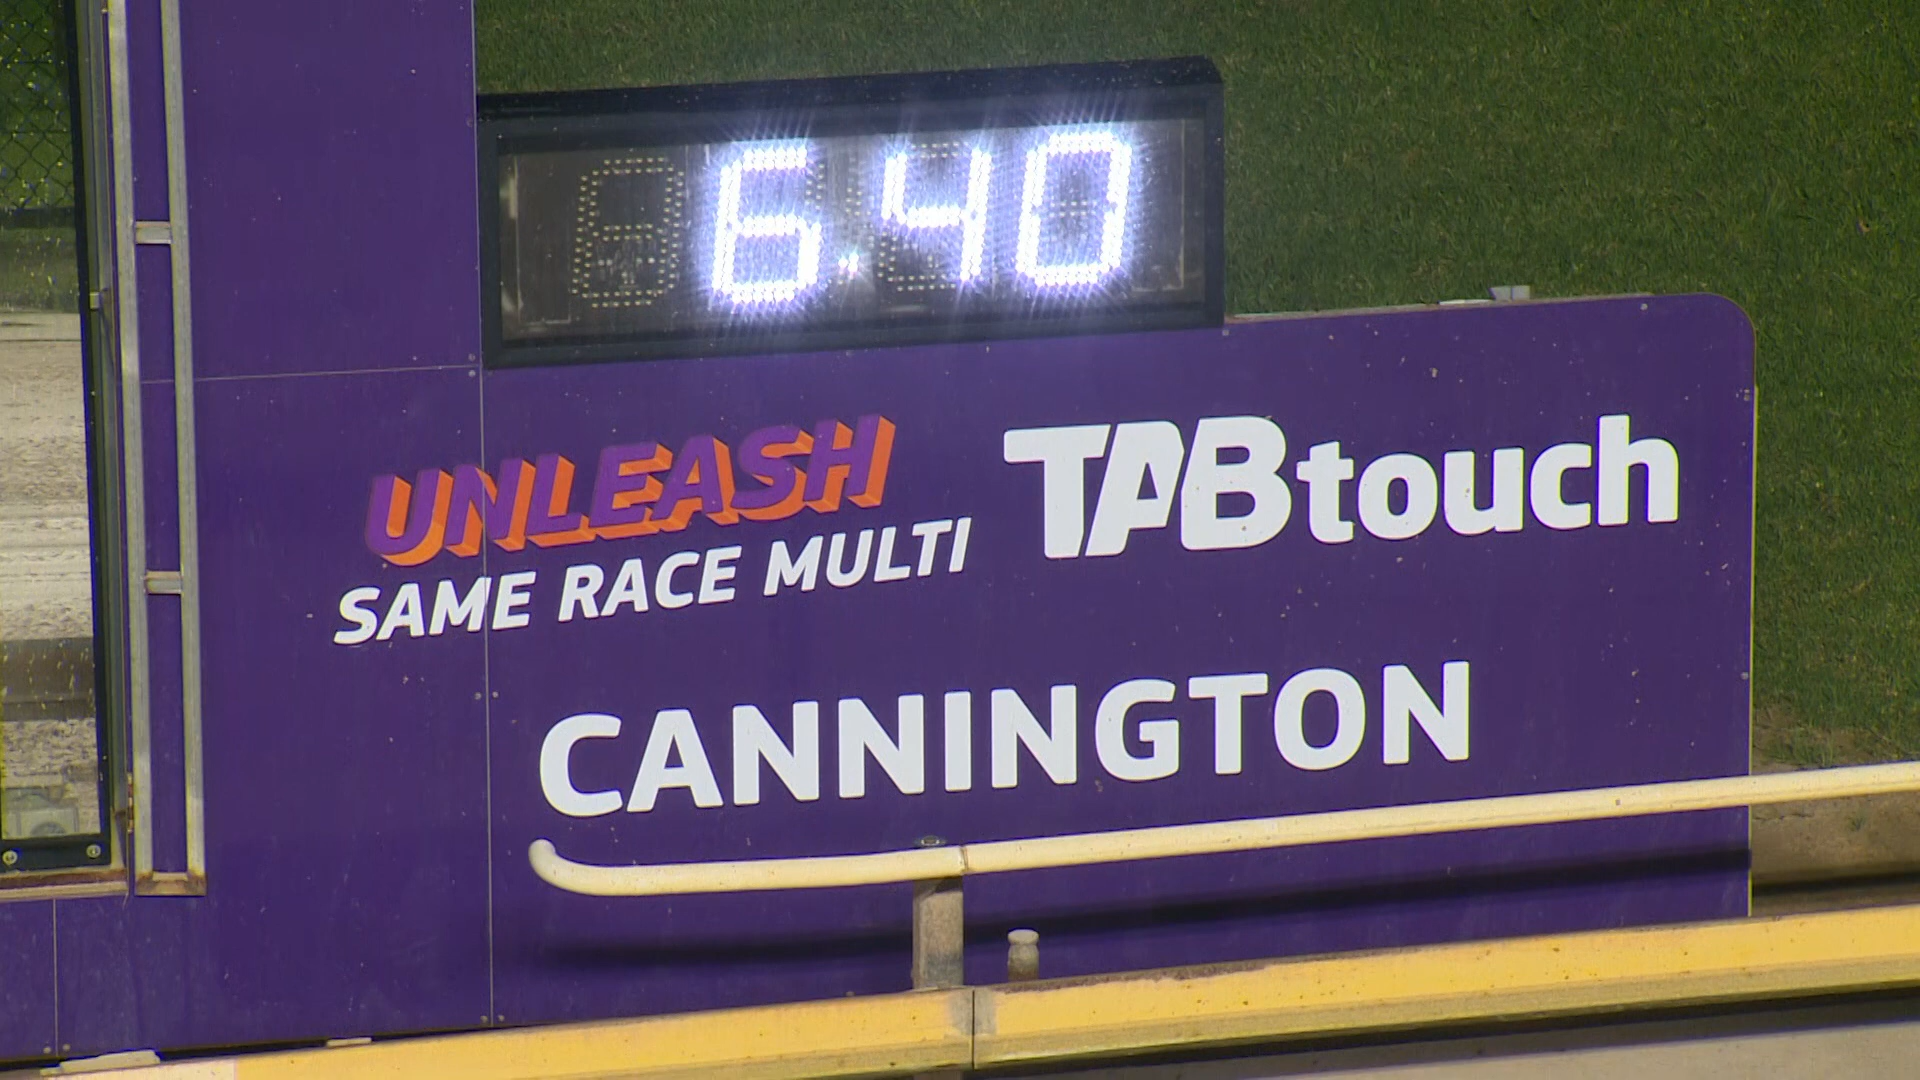 6.40
UNLEASH
SAME RACE MULTI
TABtouch
CANNINGTON